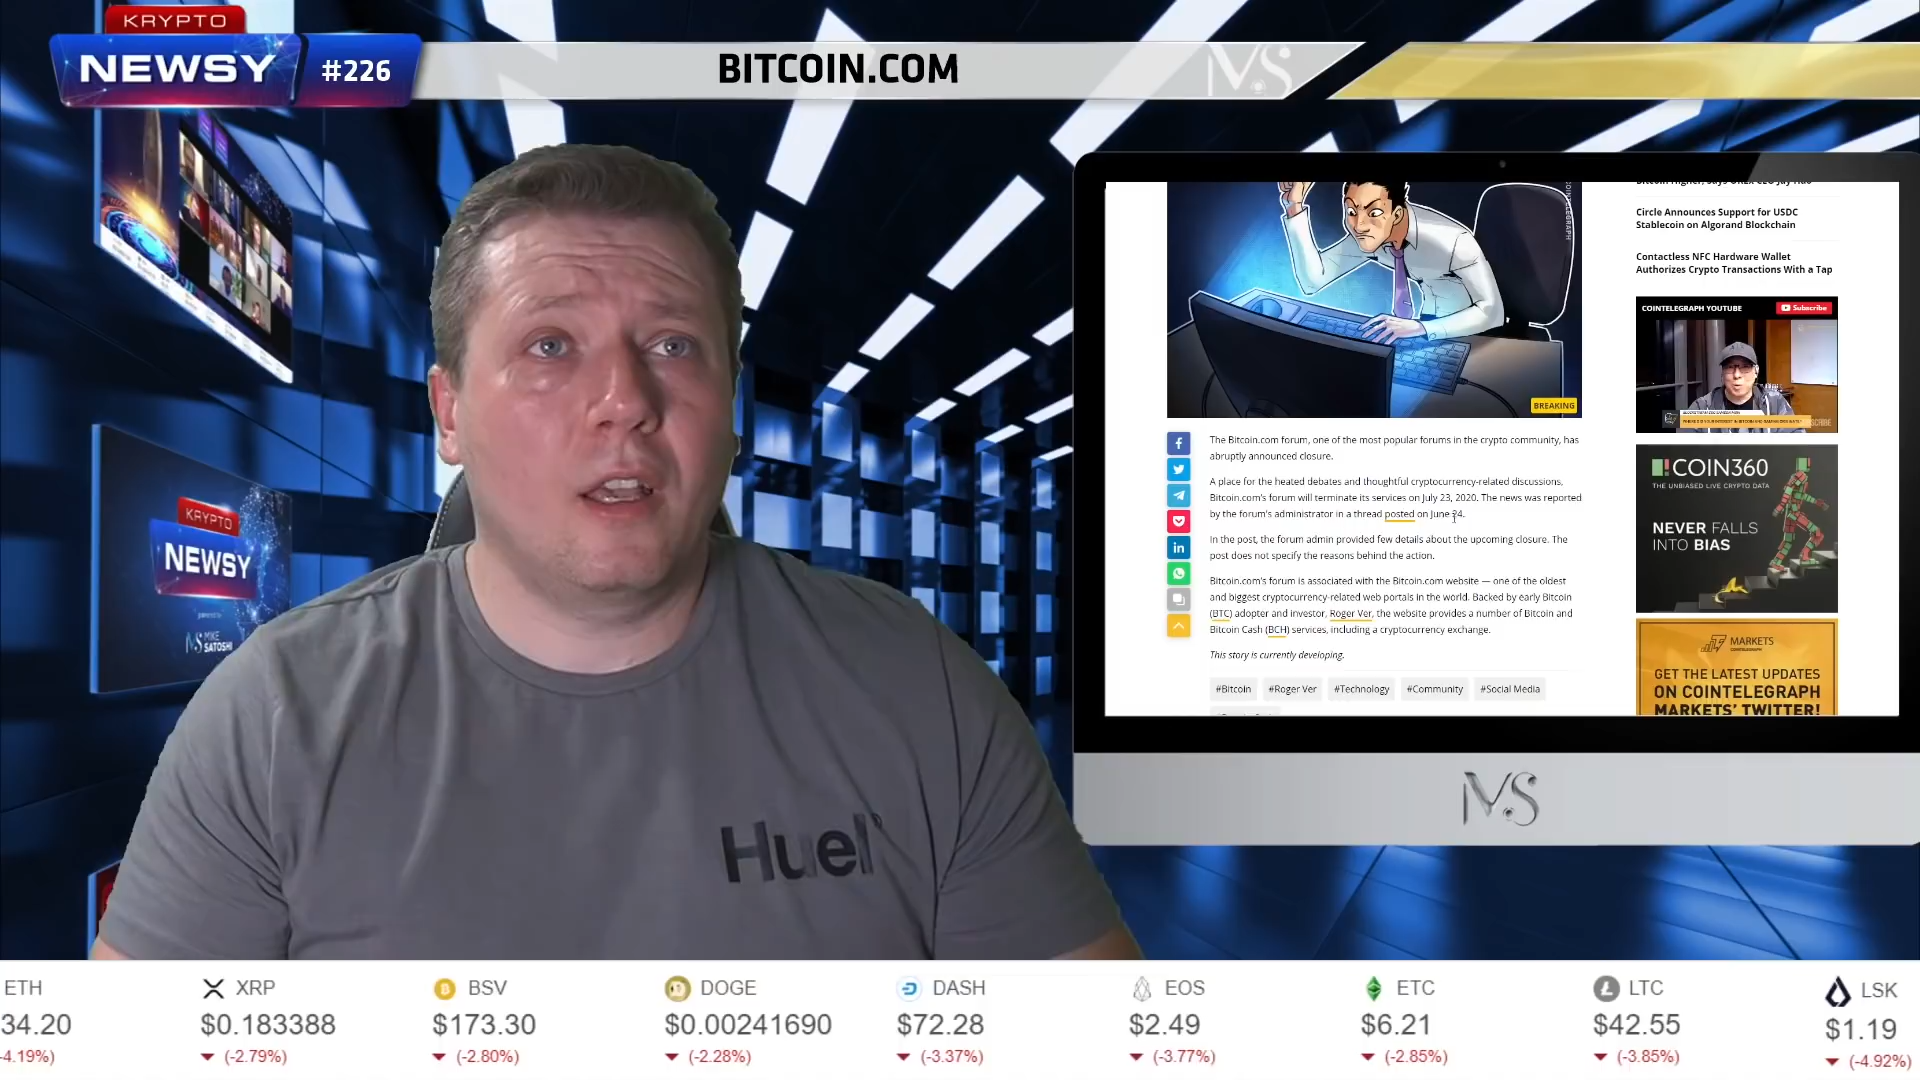 KRYPTO
NEWSY
#226
BITCOIN.COM
MS
Circle Announces Support for USDC
Stablecoin on Algorand Blockchain
Contactless NFC Hardware Wallet
Authorizes Crypto Transactions With a Tap
COINTELEGRAPH YOUTUBE
Subscribe
COINTELEGRAPH
BREAKING
The Bitcoin.com forum, one of the most popular forums in the crypto community, has
abruptly announced closure.
A place for the heated debates and thoughtful cryptocurrency-related discussions,
Bitcoin.com's forum will terminate its services on July 23, 2020. The news was reported
by the forum's administrator in a thread posted on June 24.
In the post, the forum admin provided few details about the upcoming closure. The
post does not specify the reasons behind the action.
Bitcoin.com's forum is associated with the Bitcoin.com website — one of the oldest
and biggest cryptocurrency-related web portals in the world. Backed by early Bitcoin
(BTC) adopter and investor, Roger Ver, the website provides a number of Bitcoin and
Bitcoin Cash (BCH) services, including a cryptocurrency exchange.
This story is currently developing.
#Bitcoin
#Roger Ver
#Technology
#Community
#Social Media
COIN360
THE UNBIASED LIVE CRYPTO DATA
NEVER FALLS
INTO BIAS
MARKETS
COINTELEGRAPH
GET THE LATEST UPDATES
ON COINTELEGRAPH
MARKETS' TWITTER!
KRYPTO
NEWSY
MS MIKE
SATOSHI
Huel
MS
ETH
34.20
-4.19%)
XRP
$0.183388
(-2.79%)
BSV
$173.30
(-2.80%)
DOGE
$0.00241690
(-2.28%)
DASH
$72.28
(-3.37%)
EOS
$2.49
(-3.77%)
ETC
$6.21
(-2.85%)
LTC
$42.55
(-3.85%)
LSK
$1.19
(-4.92%)